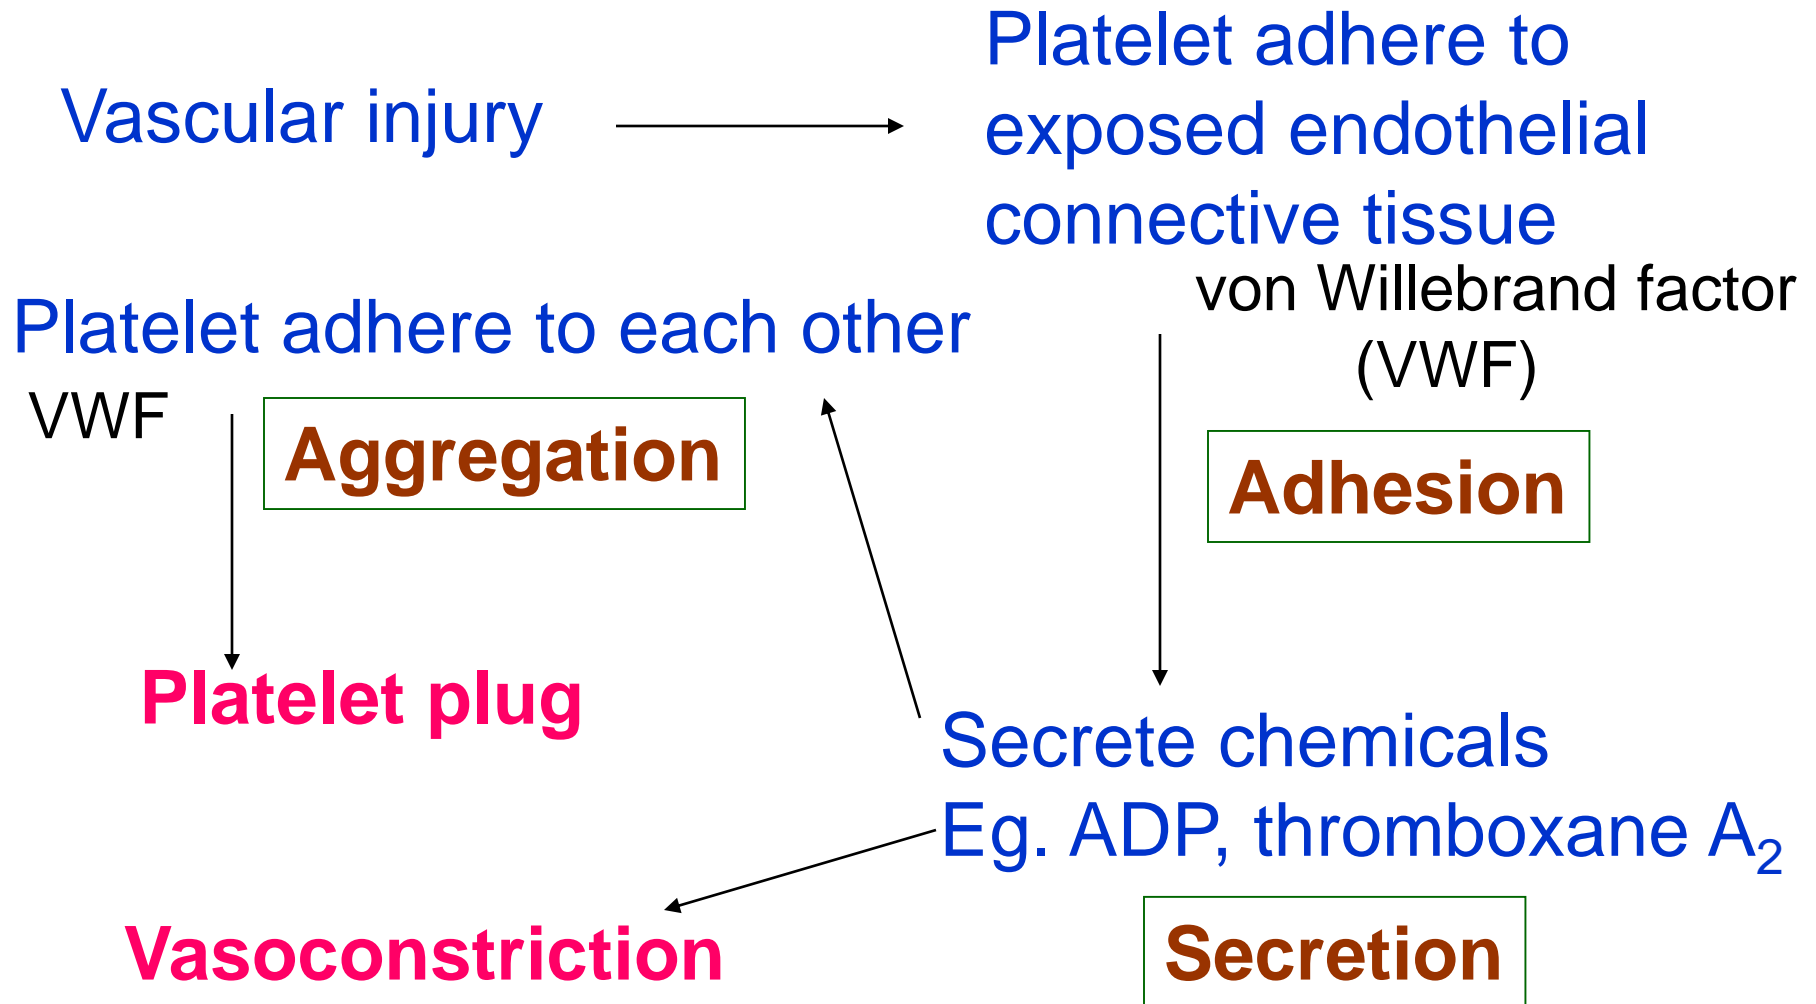 Vascular injury
Platelet adhere to
exposed endothelial
connective tissue
von Willebrand factor
(VWF)
Adhesion
Platelet adhere to each other
VWF
Aggregation
Platelet plug
Secrete chemicals
Eg. ADP, thromboxane A₂
Secretion
Vasoconstriction